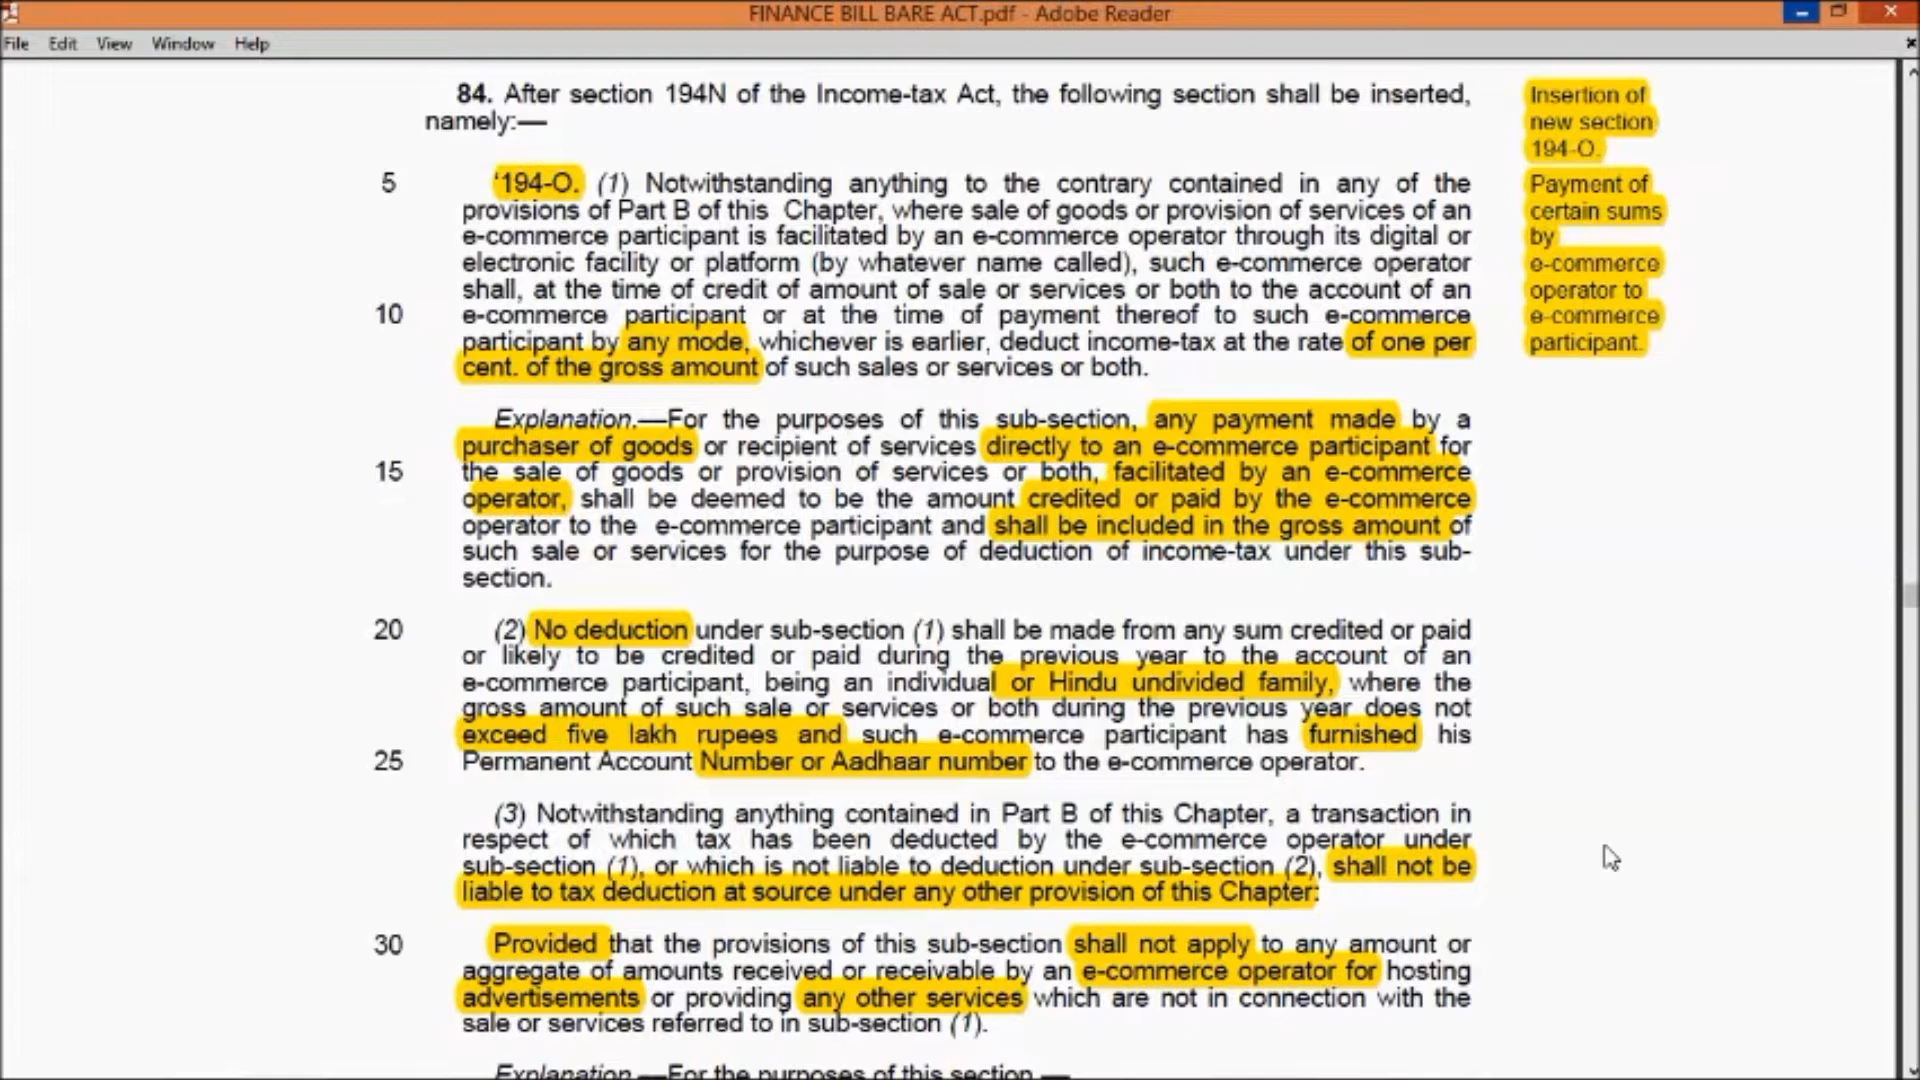 FINANCE BILL BARE ACT.pdf - Adobe Reader
File Edit View Window Help
84. After section 194N of the Income-tax Act, the following section shall be inserted,
namely:—
Insertion of
new section
194-O.
5 '194-O. (1) Notwithstanding anything to the contrary contained in any of the
provisions of Part B of this Chapter, where sale of goods or provision of services of an
e-commerce participant is facilitated by an e-commerce operator through its digital or
electronic facility or platform (by whatever name called), such e-commerce operator
shall, at the time of credit of amount of sale or services or both to the account of an
10 e-commerce participant or at the time of payment thereof to such e-commerce
participant by any mode, whichever is earlier, deduct income-tax at the rate of one per
cent. of the gross amount of such sales or services or both.
Payment of
certain sums
by
e-commerce
operator to
e-commerce
participant.
Explanation.—For the purposes of this sub-section, any payment made by a
purchaser of goods or recipient of services directly to an e-commerce participant for
15 the sale of goods or provision of services or both, facilitated by an e-commerce
operator, shall be deemed to be the amount credited or paid by the e-commerce
operator to the e-commerce participant and shall be included in the gross amount of
such sale or services for the purpose of deduction of income-tax under this sub-
section.
20 (2) No deduction under sub-section (1) shall be made from any sum credited or paid
or likely to be credited or paid during the previous year to the account of an
e-commerce participant, being an individual or Hindu undivided family, where the
gross amount of such sale or services or both during the previous year does not
exceed five lakh rupees and such e-commerce participant has furnished his
25 Permanent Account Number or Aadhaar number to the e-commerce operator.
(3) Notwithstanding anything contained in Part B of this Chapter, a transaction in
respect of which tax has been deducted by the e-commerce operator under
sub-section (1), or which is not liable to deduction under sub-section (2), shall not be
liable to tax deduction at source under any other provision of this Chapter:
30 Provided that the provisions of this sub-section shall not apply to any amount or
aggregate of amounts received or receivable by an e-commerce operator for hosting
advertisements or providing any other services which are not in connection with the
sale or services referred to in sub-section (1).
Explanation.—For the purposes of this section,—